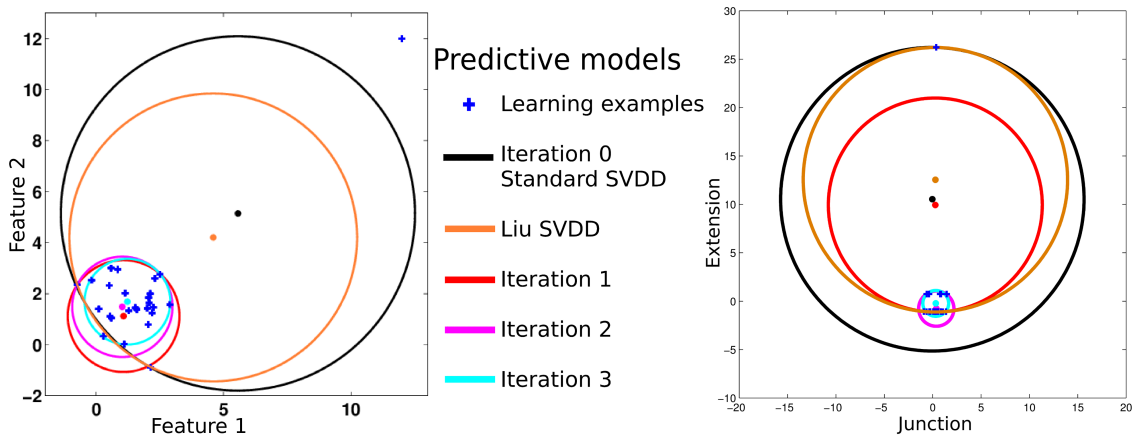 12
10
8
6
4
2
0
−2
0
5
10
Feature 2
Feature 1
Predictive models
Learning examples
Iteration 0
Standard SVDD
Liu SVDD
Iteration 1
Iteration 2
Iteration 3
30
25
20
15
10
5
0
−5
−10
−20
−15
−10
−5
0
5
10
15
20
Extension
Junction